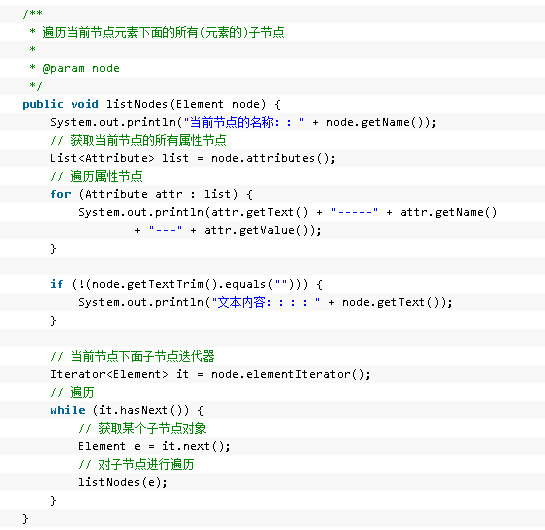 /**
 * 遍历当前节点元素下面的所有(元素的)子节点
 *
 * @param node
 */
public void listNodes(Element node) {
    System.out.println("当前节点的名称：：" + node.getName());
    // 获取当前节点的所有属性节点
    List<Attribute> list = node.attributes();
    // 遍历属性节点
    for (Attribute attr : list) {
        System.out.println(attr.getText() + "-----" + attr.getName()
                + "---" + attr.getValue());
    }

    if (!(node.getTextTrim().equals(""))) {
        System.out.println("文本内容：：：：" + node.getText());
    }

    // 当前节点下面子节点迭代器
    Iterator<Element> it = node.elementIterator();
    // 遍历
    while (it.hasNext()) {
        // 获取某个子节点对象
        Element e = it.next();
        // 对子节点进行遍历
        listNodes(e);
    }
}